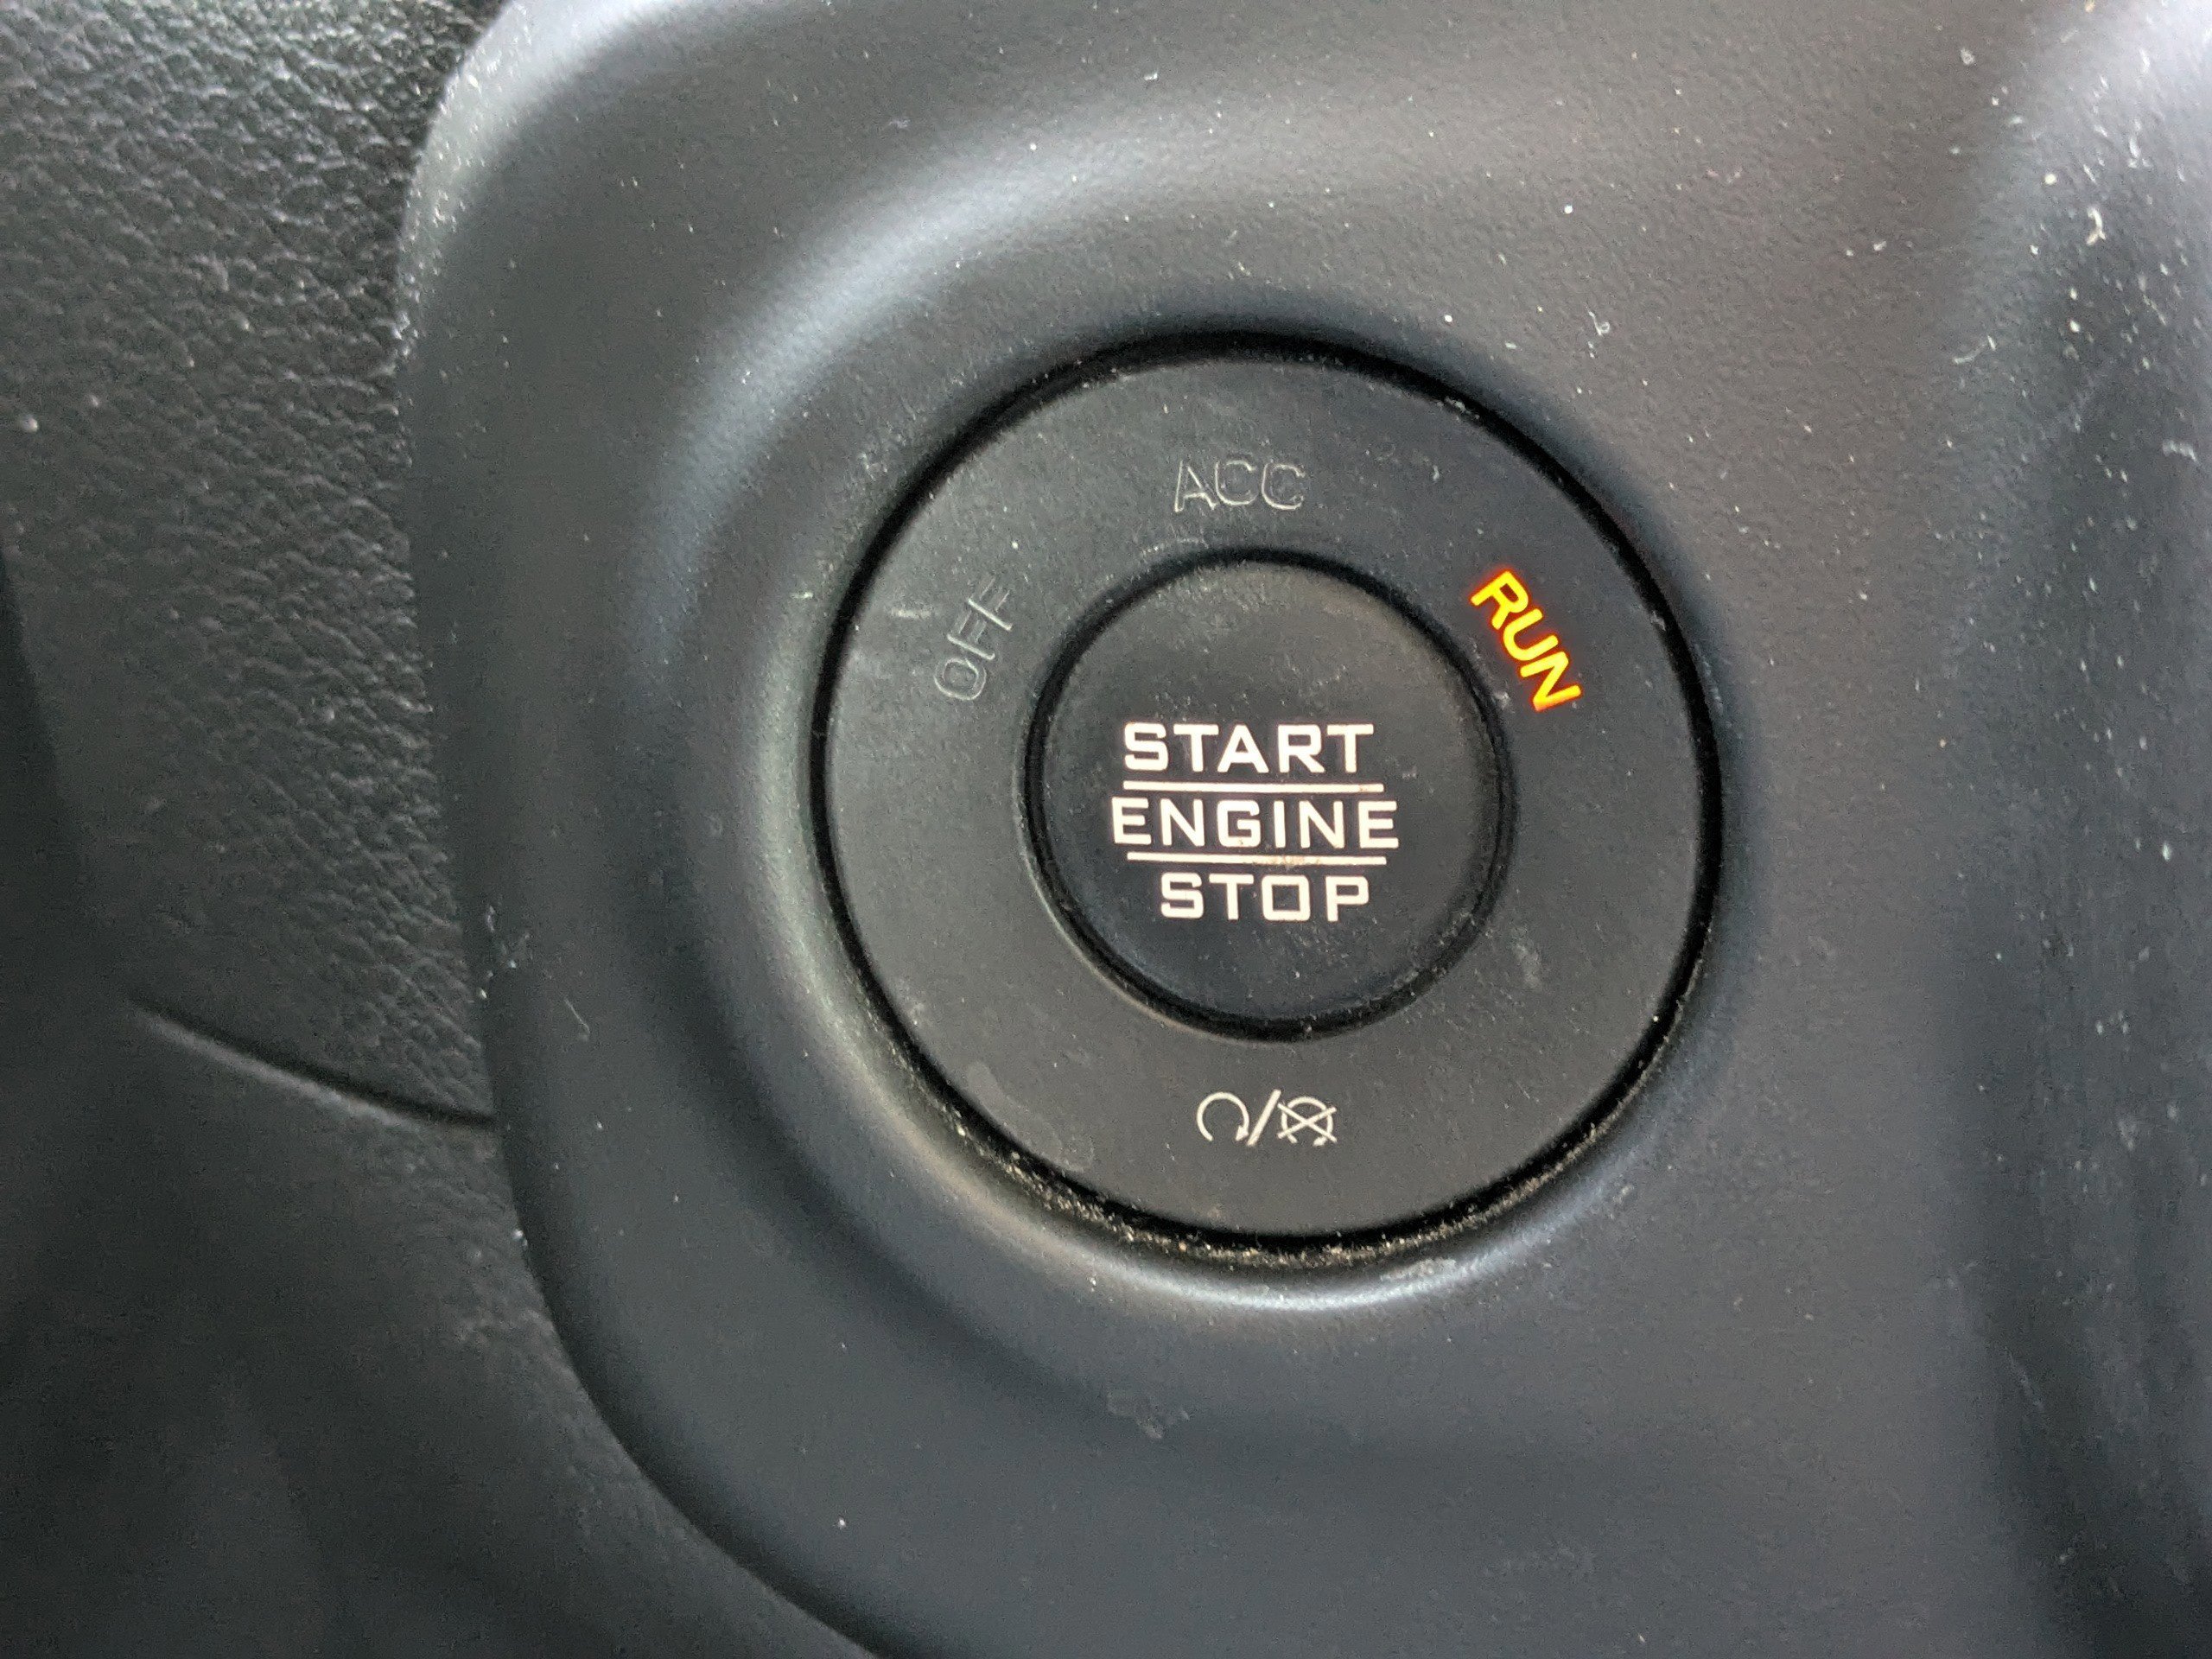 ACC
OFF
RUN
START
ENGINE
STOP